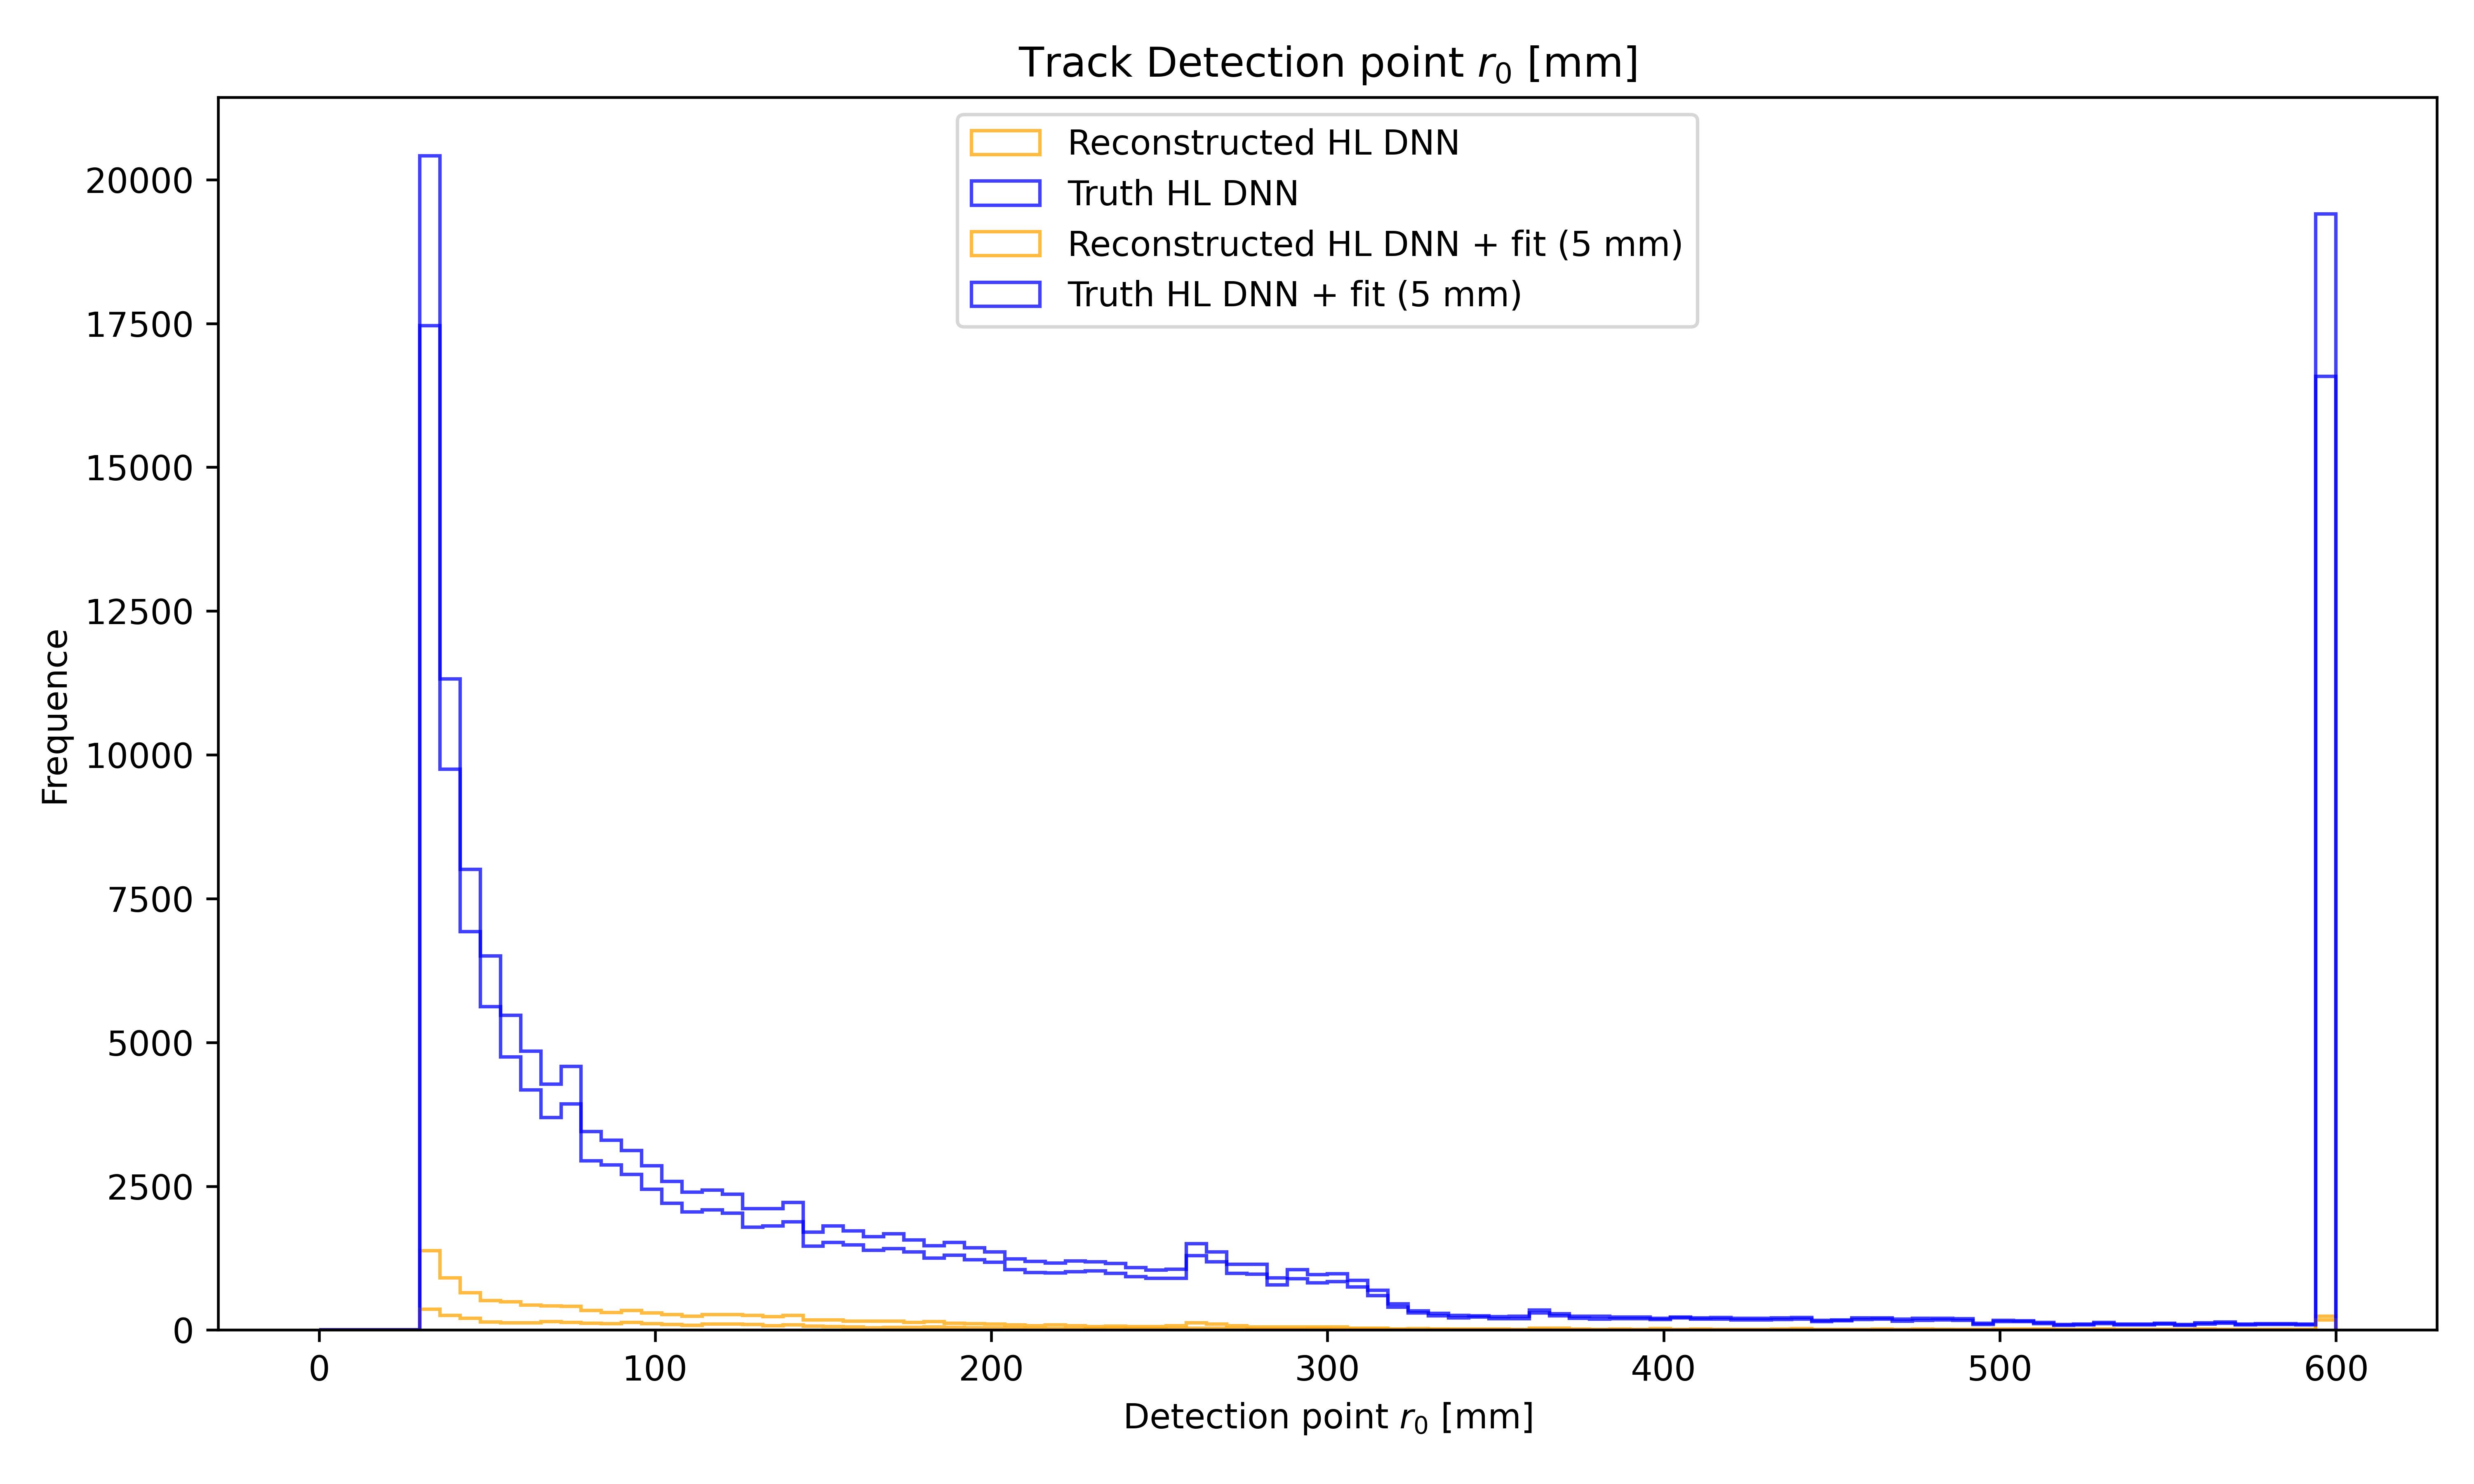 Track Detection point r₀ [mm]
Reconstructed HL DNN
Truth HL DNN
Reconstructed HL DNN + fit (5 mm)
Truth HL DNN + fit (5 mm)
20000
17500
15000
12500
10000
7500
5000
2500
0
Frequence
0 100 200 300 400 500 600
Detection point r₀ [mm]